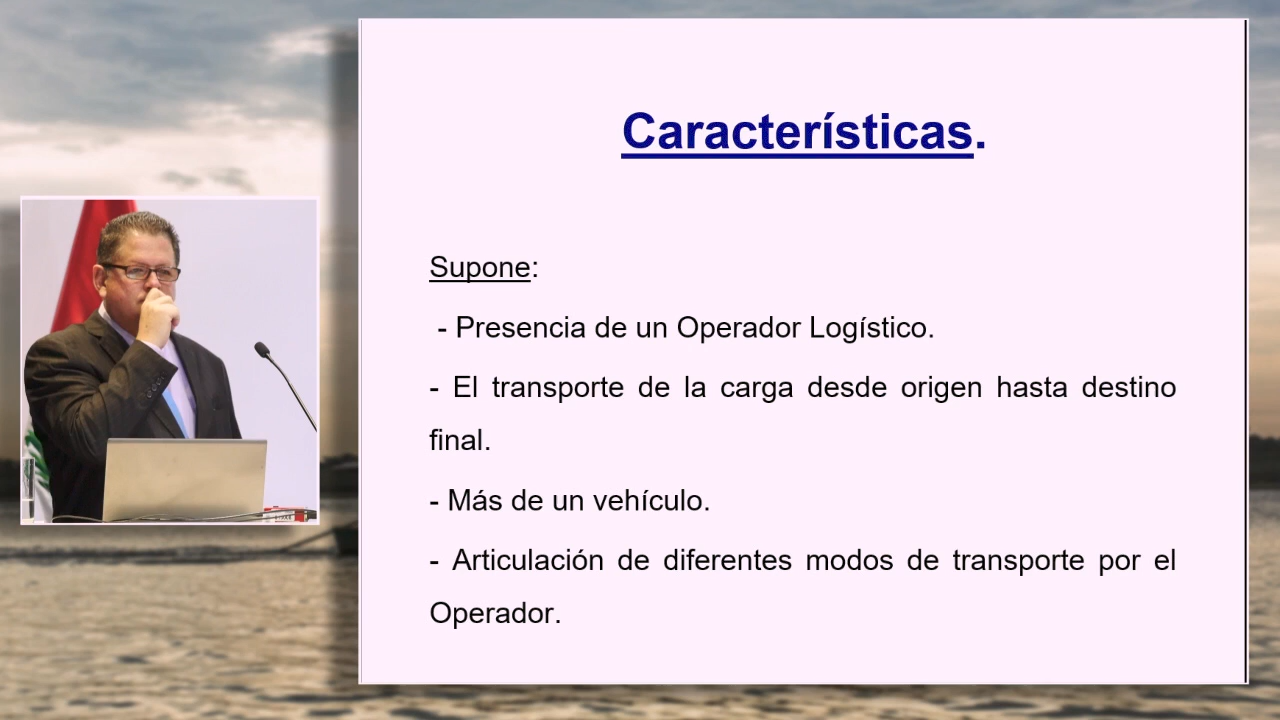 Características.
Supone:
- Presencia de un Operador Logístico.
- El transporte de la carga desde origen hasta destino
final.
- Más de un vehículo.
- Articulación de diferentes modos de transporte por el
Operador.